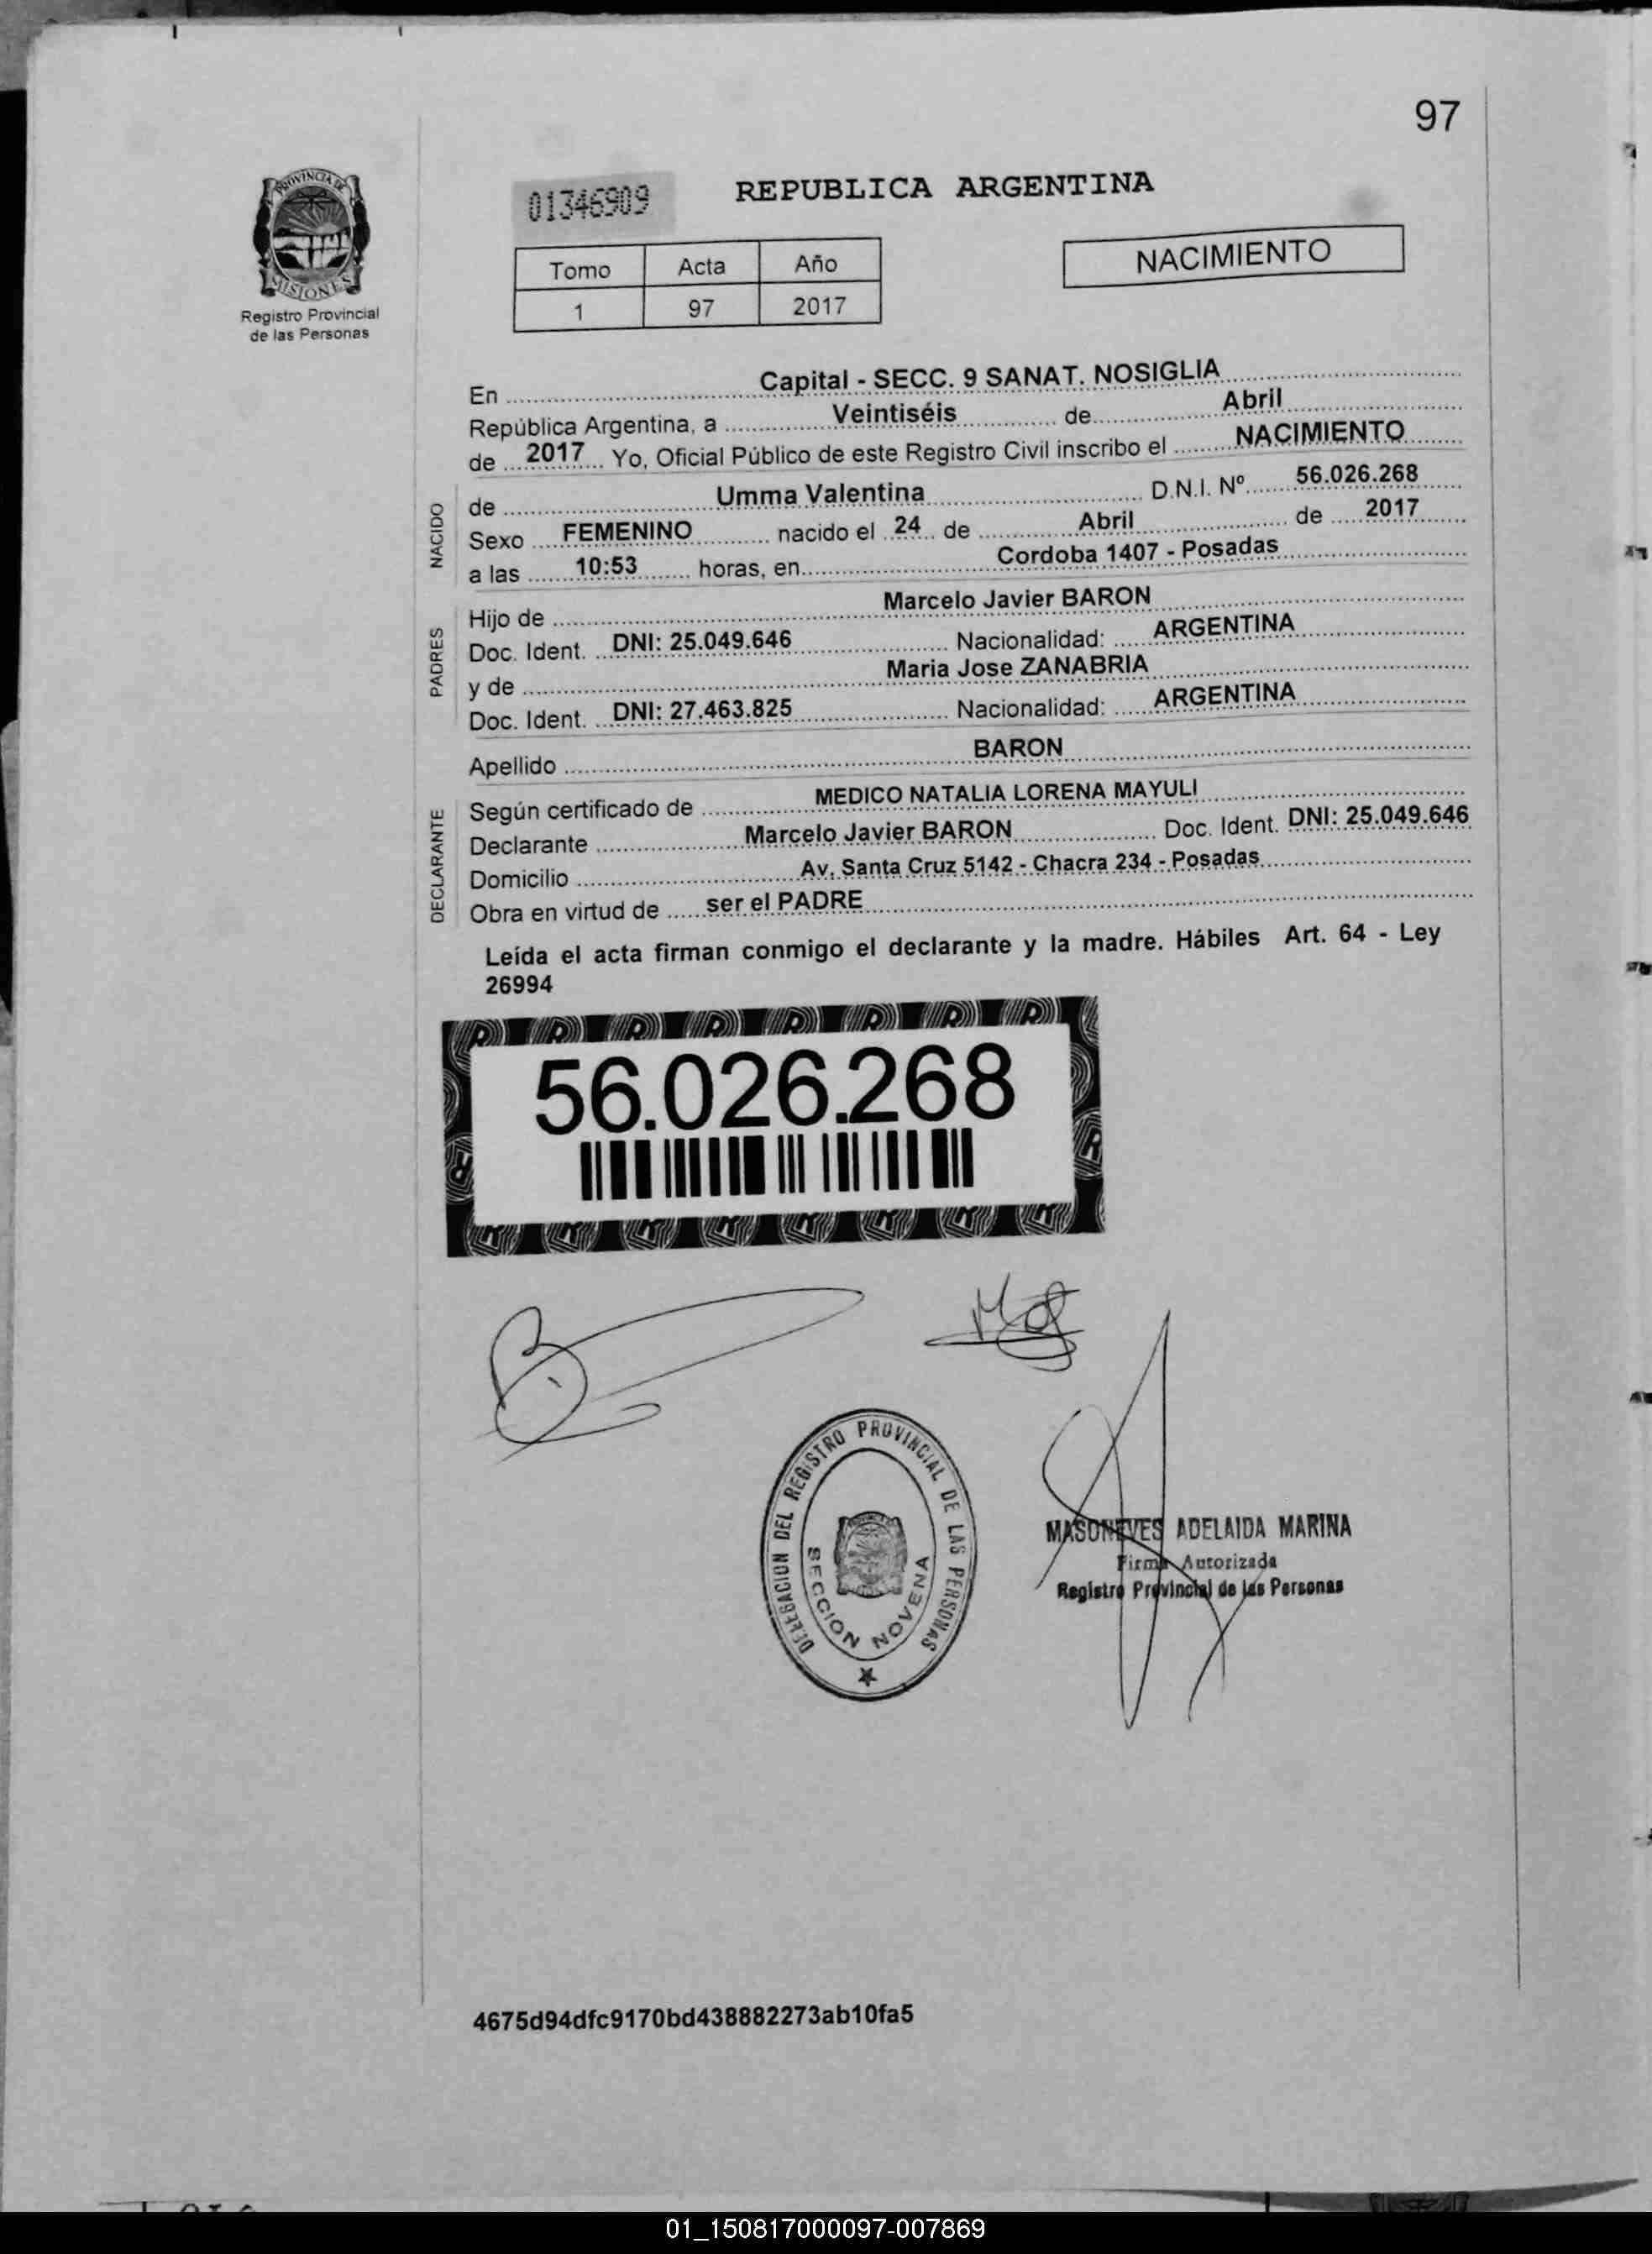 97
PROVINCIA DE
MISIONES
Registro Provincial
de las Personas
01346909
REPUBLICA ARGENTINA
Tomo Acta Año
1 97 2017
NACIMIENTO
En Capital - SECC. 9 SANAT. NOSIGLIA
República Argentina, a Veintiséis de Abril
de 2017 Yo, Oficial Público de este Registro Civil inscribo el NACIMIENTO
NACIDO
de Umma Valentina D.N.I. Nº 56.026.268
Sexo FEMENINO nacido el 24 de Abril de 2017
a las 10:53 horas, en Cordoba 1407 - Posadas
PADRES
Hijo de Marcelo Javier BARON
Doc. Ident. DNI: 25.049.646 Nacionalidad: ARGENTINA
y de Maria Jose ZANABRIA
Doc. Ident. DNI: 27.463.825 Nacionalidad: ARGENTINA
Apellido BARON
DECLARANTE
Según certificado de MEDICO NATALIA LORENA MAYULI
Declarante Marcelo Javier BARON Doc. Ident. DNI: 25.049.646
Domicilio Av. Santa Cruz 5142 - Chacra 234 - Posadas
Obra en virtud de ser el PADRE
Leída el acta firman conmigo el declarante y la madre. Hábiles Art. 64 - Ley
26994
56.026.268
DELEGACION DEL REGISTRO PROVINCIAL DE LAS PERSONAS
SECCION NOVENA
MASONEVES ADELAIDA MARINA
Firma Autorizada
Registro Provincial de las Personas
4675d94dfc9170bd438882273ab10fa5
01_150817000097-007869